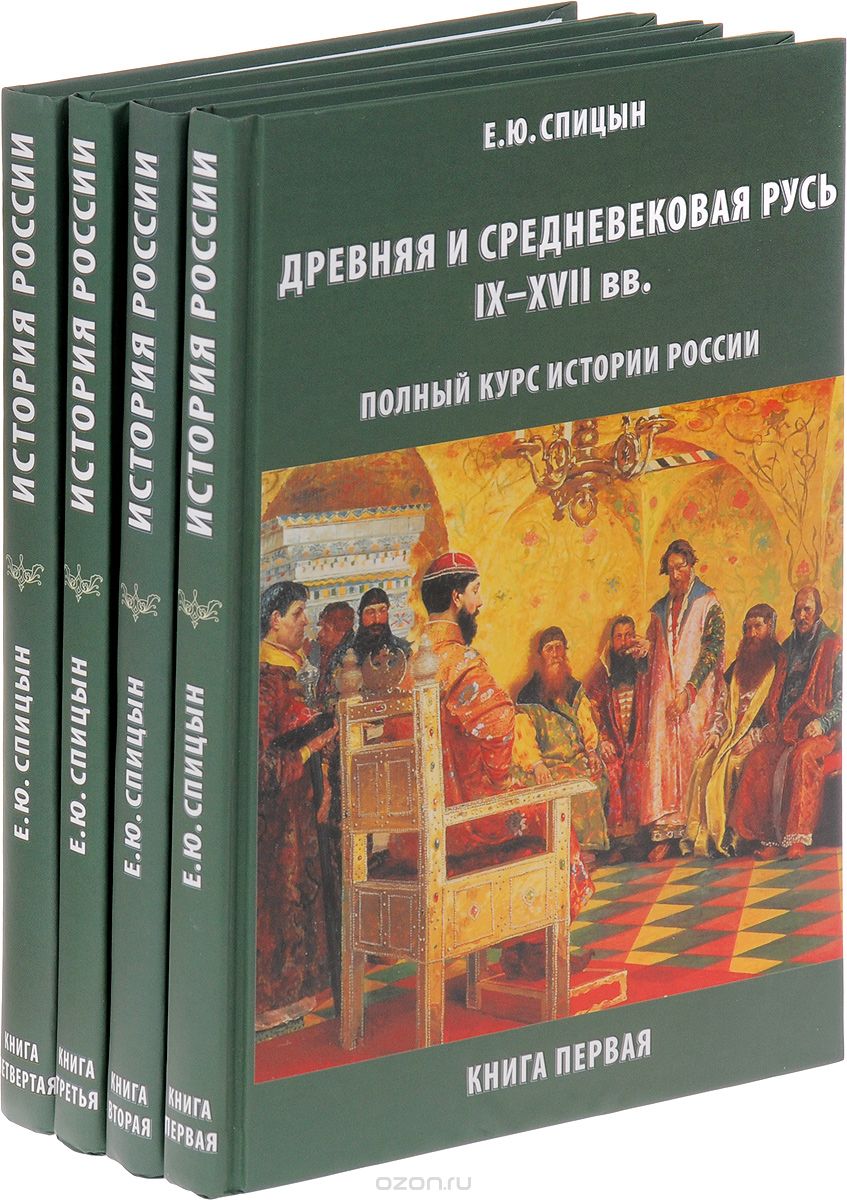 Е.Ю. СПИЦЫН
ДРЕВНЯЯ И СРЕДНЕВЕКОВАЯ РУСЬ
IX–XVII вв.
ПОЛНЫЙ КУРС ИСТОРИИ РОССИИ
КНИГА ПЕРВАЯ
ИСТОРИЯ РОССИИ
Е.Ю. СПИЦЫН
КНИГА
ЧЕТВЕРТАЯ
ИСТОРИЯ РОССИИ
Е.Ю. СПИЦЫН
КНИГА
ТРЕТЬЯ
ИСТОРИЯ РОССИИ
Е.Ю. СПИЦЫН
КНИГА
ВТОРАЯ
ИСТОРИЯ РОССИИ
Е.Ю. СПИЦЫН
КНИГА
ПЕРВАЯ
ozon.ru